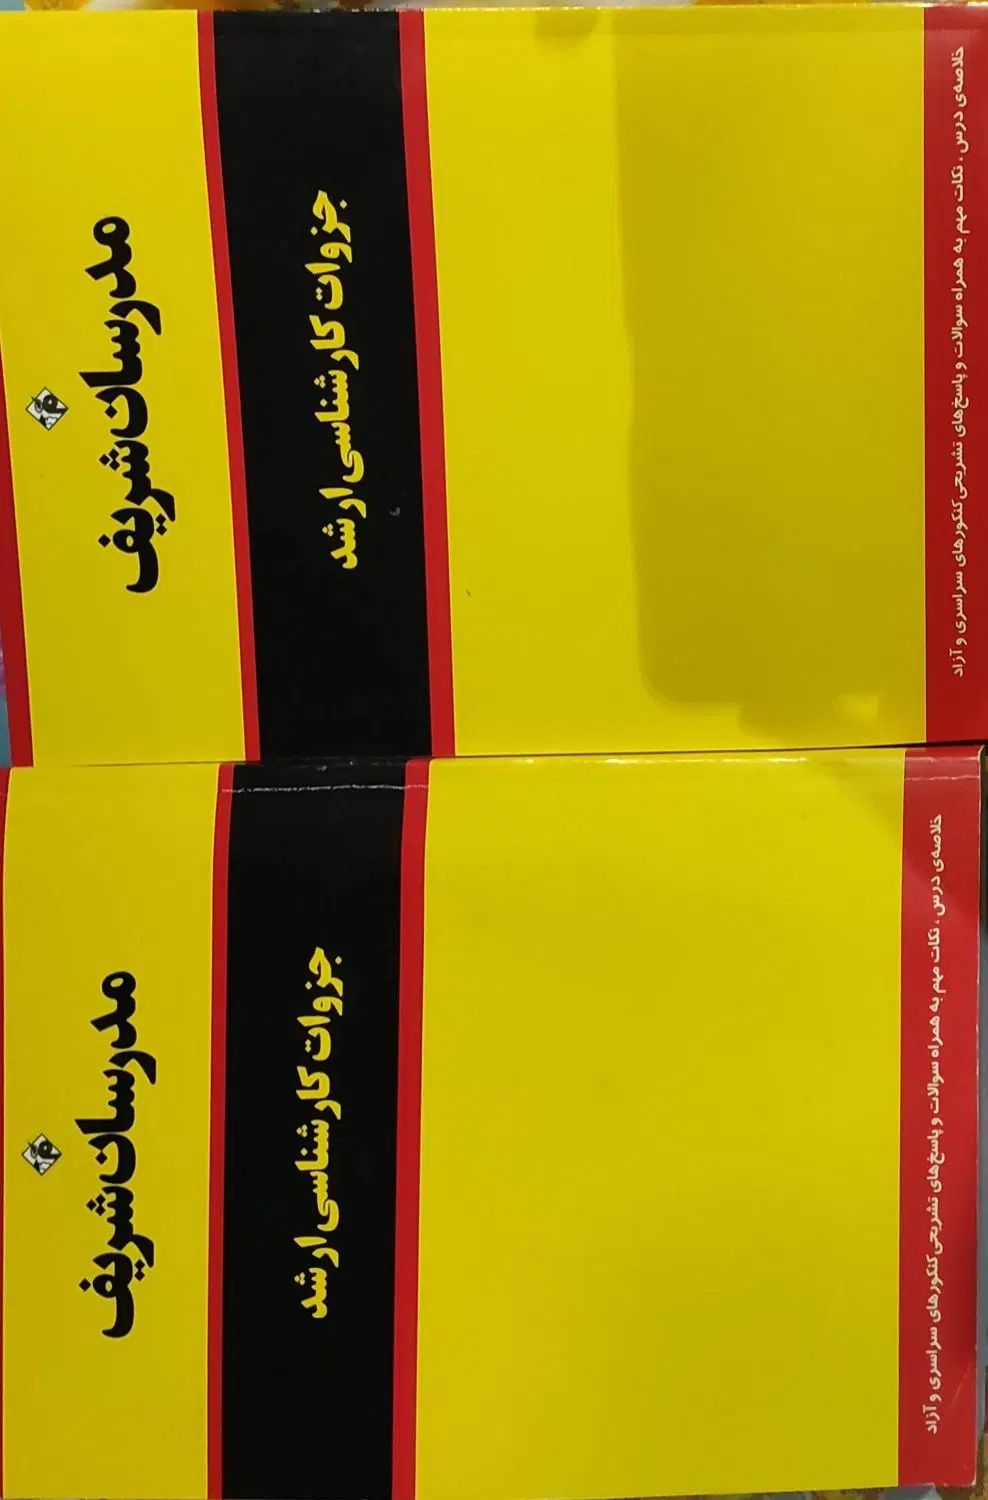 مدرسان شریف
جزوات کارشناسی ارشد
خلاصه‌ی درس ، نکات مهم به همراه سوالات و پاسخ‌های تشریحی کنکورهای سراسری و آزاد
مدرسان شریف
جزوات کارشناسی ارشد
خلاصه‌ی درس ، نکات مهم به همراه سوالات و پاسخ‌های تشریحی کنکورهای سراسری و آزاد